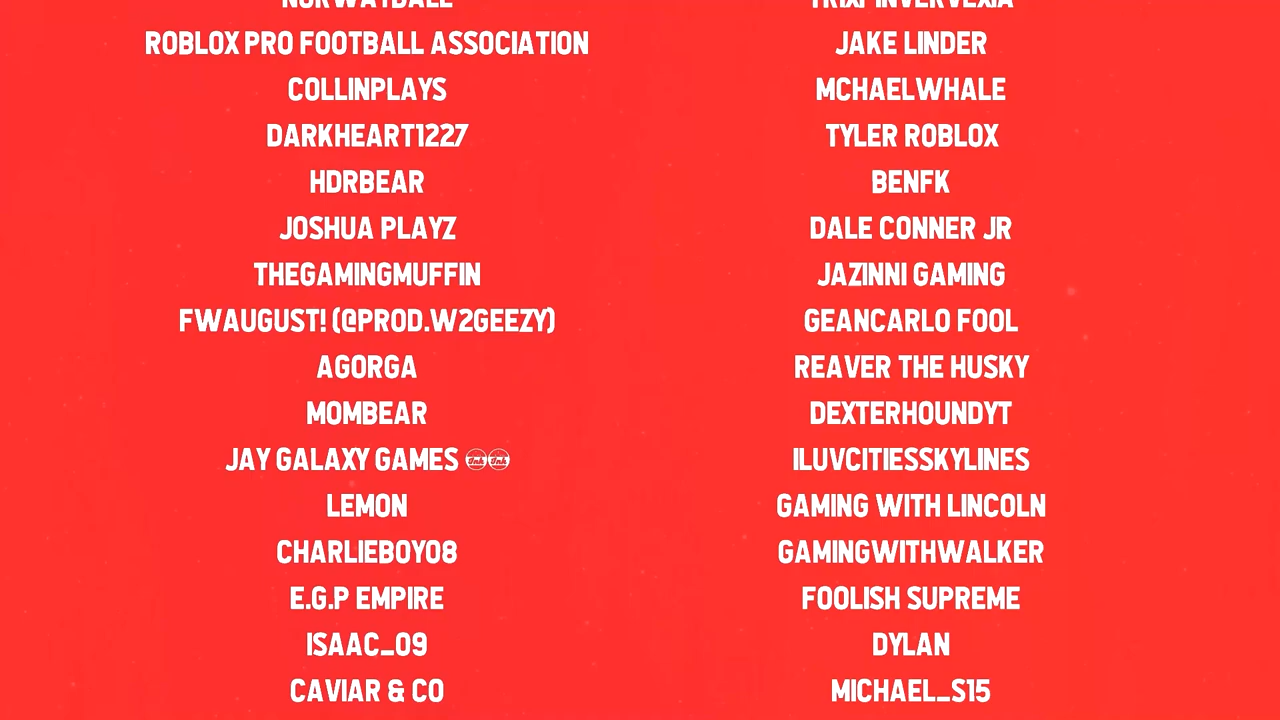 ROBLOX PRO FOOTBALL ASSOCIATION
COLLINPLAYS
DARKHEART1227
HDRBEAR
JOSHUA PLAYZ
THEGAMINGMUFFIN
FWAUGUST! (@PROD.W2GEEZY)
AGORGA
MOMBEAR
JAY GALAXY GAMES
LEMON
CHARLIEBOY08
E.G.P EMPIRE
ISAAC_09
CAVIAR & CO
JAKE LINDER
MCHAELWHALE
TYLER ROBLOX
BENFK
DALE CONNER JR
JAZINNI GAMING
GEANCARLO FOOL
REAVER THE HUSKY
DEXTERHOUNDYT
ILUVCITIESSKYLINES
GAMING WITH LINCOLN
GAMINGWITHWALKER
FOOLISH SUPREME
DYLAN
MICHAEL_S15